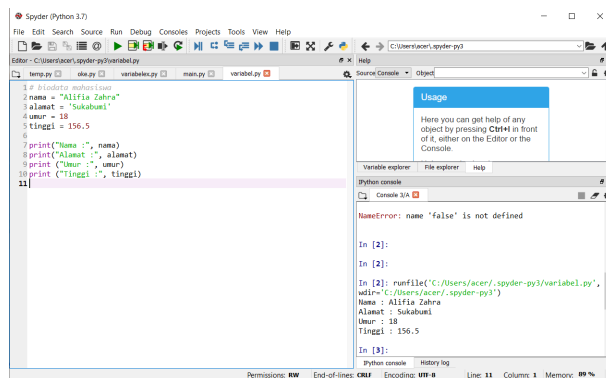 Spyder (Python 3.7)
File Edit Search Source Run Debug Consoles Projects Tools View Help
C:\Users\acer\.spyder-py3
Editor - C:\Users\acer\.spyder-py3\variabel.py
Help
temp.py oke.py variabelex.py main.py variabel.py
Source Console Object
1 # biodata mahasiswa
2 nama = "Alifia Zahra"
3 alamat = 'Sukabumi'
4 umur = 18
5 tinggi = 156.5
6
7 print("Nama :", nama)
8 print("Alamat :", alamat)
9 print ("Umur :", umur)
10 print ("Tinggi :", tinggi)
11
Usage
Here you can get help of any
object by pressing Ctrl+I in front
of it, either on the Editor or the
Console.
Variable explorer File explorer Help
IPython console
Console 3/A
NameError: name 'false' is not defined
In [2]:
In [2]:
In [2]: runfile('C:/Users/acer/.spyder-py3/variabel.py',
wdir='C:/Users/acer/.spyder-py3')
Nama : Alifia Zahra
Alamat : Sukabumi
Umur : 18
Tinggi : 156.5
In [3]:
IPython console History log
Permissions: RW End-of-lines: CRLF Encoding: UTF-8 Line: 11 Column: 1 Memory: 89 %